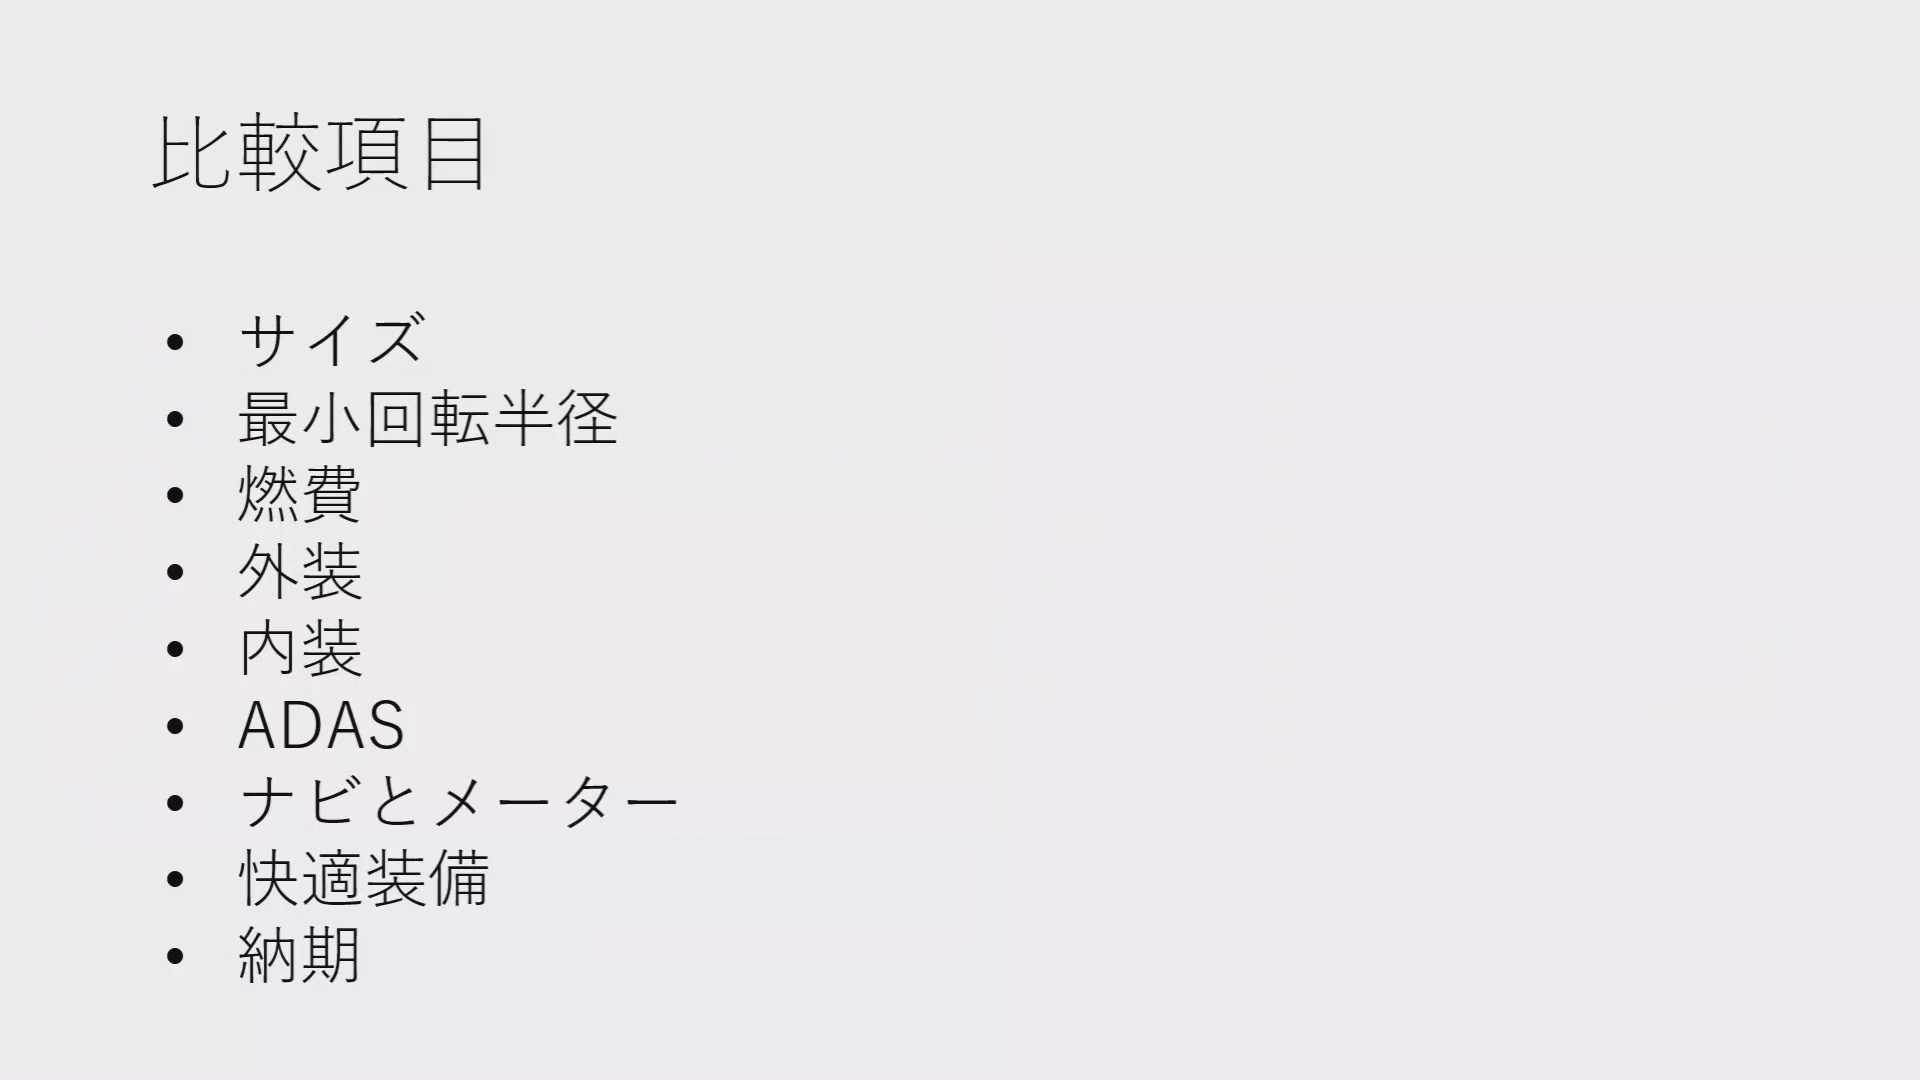 比較項目
• サイズ
• 最小回転半径
• 燃費
• 外装
• 内装
• ADAS
• ナビとメーター
• 快適装備
• 納期